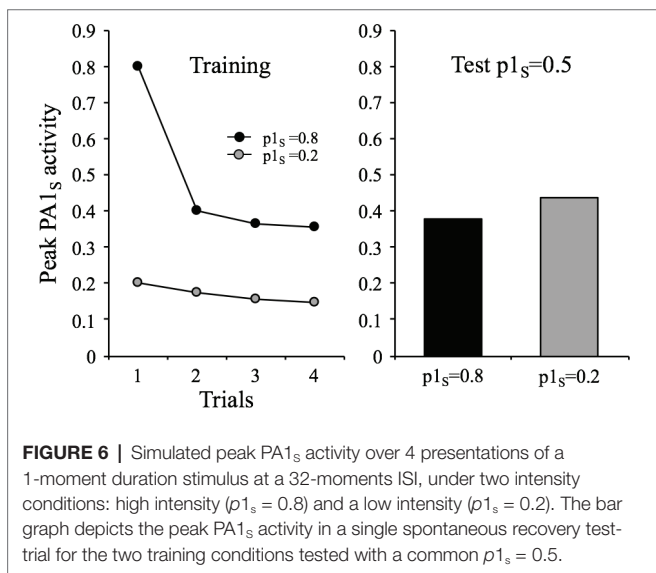 Training
Test p1S=0.5
Peak PA1S activity
0.9
0.8
0.7
0.6
0.5
0.4
0.3
0.2
0.1
0
p1S=0.8
p1S=0.2
1 2 3 4
Trials
0.9
0.8
0.7
0.6
0.5
0.4
0.3
0.2
0.1
0
p1S=0.8 p1S=0.2
FIGURE 6 | Simulated peak PA1s activity over 4 presentations of a
1-moment duration stimulus at a 32-moments ISI, under two intensity
conditions: high intensity (p1s = 0.8) and a low intensity (p1s = 0.2). The bar
graph depicts the peak PA1s activity in a single spontaneous recovery test-
trial for the two training conditions tested with a common p1s = 0.5.